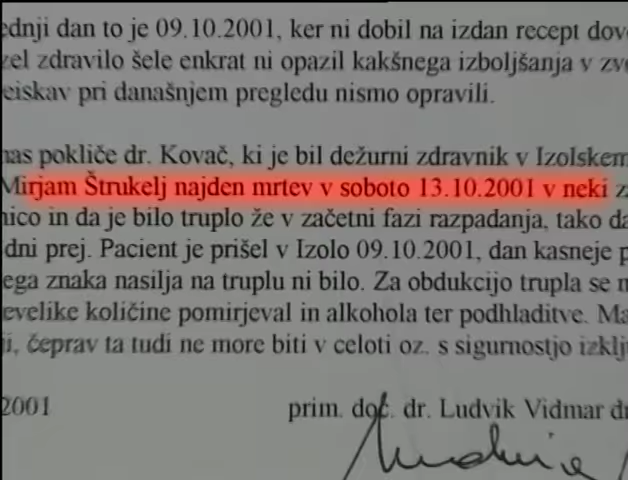 ednji dan to je 09.10.2001, ker ni dobil na izdan recept dov
zel zdravilo šele enkrat ni opazil kakšnega izboljšanja v zv
eiskav pri današnjem pregledu nismo opravili.
nas pokliče dr. Kovač, ki je bil dežurni zdravnik v Izolskem
Mirjam Štrukelj najden mrtev v soboto 13.10.2001 v neki z
nico in da je bilo truplo že v začetni fazi razpadanja, tako da
dni prej. Pacient je prišel v Izolo 09.10.2001, dan kasneje p
ega znaka nasilja na truplu ni bilo. Za obdukcijo trupla se n
evelike količine pomirjeval in alkohola ter podhladitve. Ma
ji, čeprav ta tudi ne more biti v celoti oz. s sigurnostjo izklj
2001 prim. doc. dr. Ludvik Vidmar d